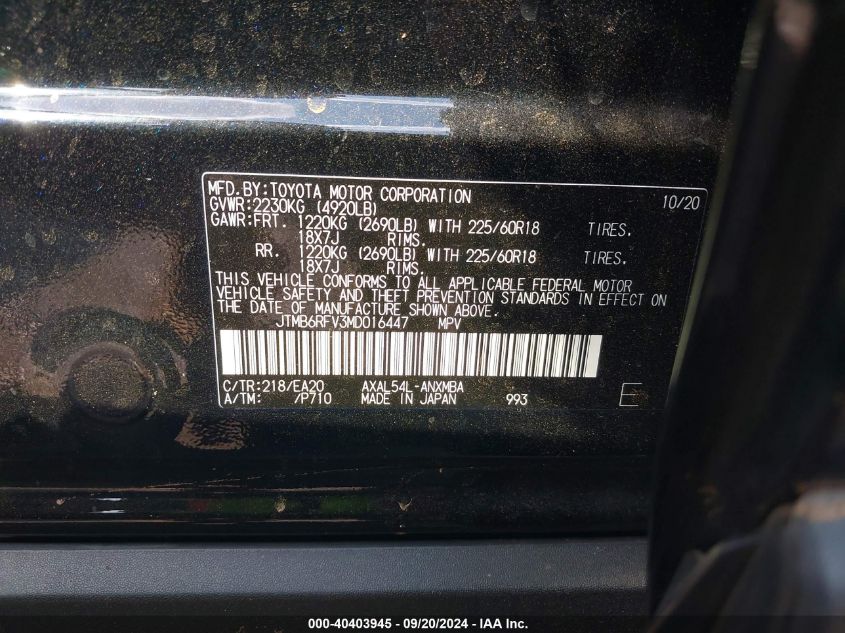 MFD.BY:TOYOTA MOTOR CORPORATION 10/20
GVWR:2230KG (4920LB)
GAWR:FRT. 1220KG (2690LB) WITH 225/60R18 TIRES.
18X7J RIMS.
RR. 1220KG (2690LB) WITH 225/60R18 TIRES.
18X7J RIMS.
THIS VEHICLE CONFORMS TO ALL APPLICABLE FEDERAL MOTOR
VEHICLE SAFETY AND THEFT PREVENTION STANDARDS IN EFFECT ON
THE DATE OF MANUFACTURE SHOWN ABOVE.
JTMB6RFV3MD016447 MPV
C/TR:218/EA20 AXAL54L-ANXMBA
A/TM: /P710 MADE IN JAPAN 993 E
000-40403945 - 09/20/2024 - IAA Inc.